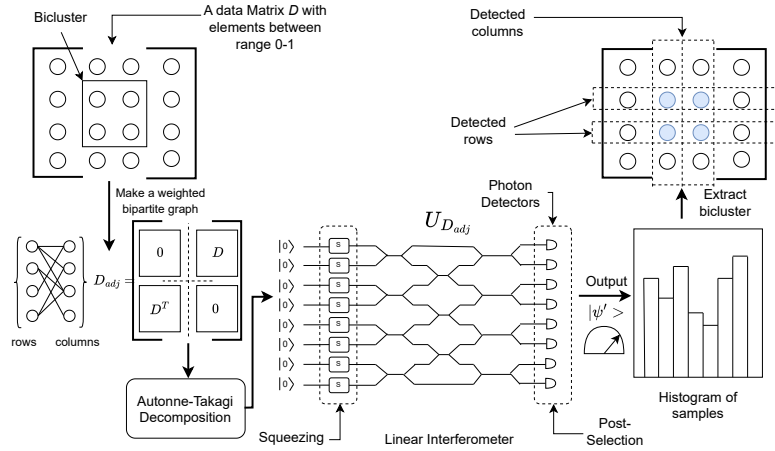 Bicluster
A data Matrix D with
elements between
range 0-1
Make a weighted
bipartite graph
rows
columns
D_adj =
0
D
D^T
0
Autonne-Takagi
Decomposition
|0⟩
|0⟩
|0⟩
|0⟩
|0⟩
|0⟩
|0⟩
|0⟩
S
S
S
S
S
S
S
S
Squeezing
U_{D_adj}
Linear Interferometer
Photon
Detectors
Post-
Selection
Output
|ψ′ >
Histogram of
samples
Extract
bicluster
Detected
columns
Detected
rows